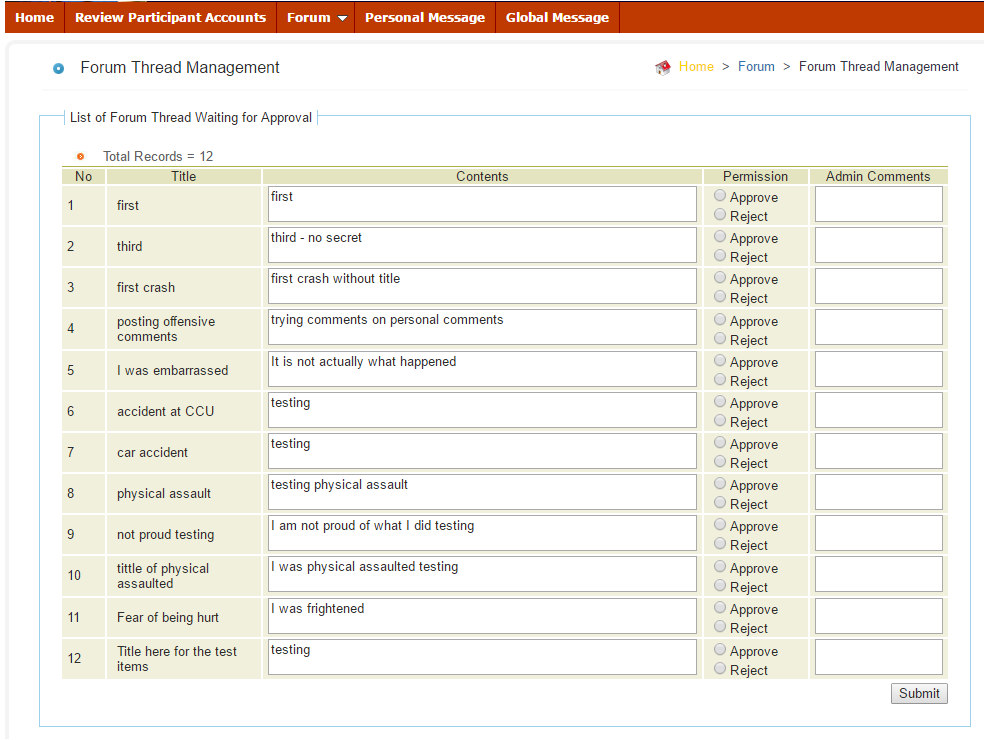 Home Review Participant Accounts Forum Personal Message Global Message
Forum Thread Management
Home > Forum > Forum Thread Management
List of Forum Thread Waiting for Approval
Total Records = 12
No Title Contents Permission Admin Comments
1 first first Approve
Reject
2 third third - no secret Approve
Reject
3 first crash first crash without title Approve
Reject
4 posting offensive trying comments on personal comments Approve
comments Reject
5 I was embarrassed It is not actually what happened Approve
Reject
6 accident at CCU testing Approve
Reject
7 car accident testing Approve
Reject
8 physical assault testing physical assault Approve
Reject
9 not proud testing I am not proud of what I did testing Approve
Reject
10 tittle of physical I was physical assaulted testing Approve
assaulted Reject
11 Fear of being hurt I was frightened Approve
Reject
12 Title here for the test testing Approve
items Reject
Submit